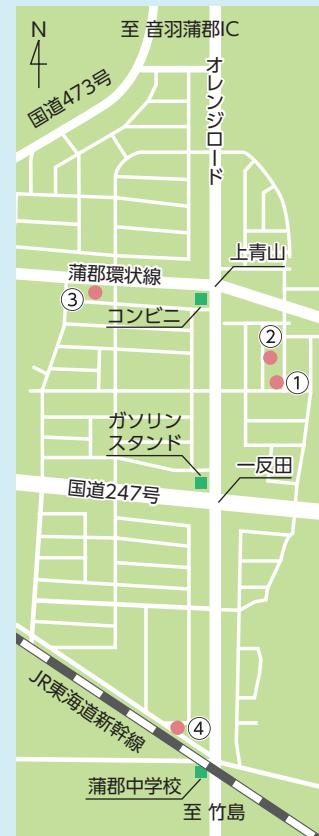 N
至 音羽蒲郡IC
国道473号
オレンジロード
上青山
蒲郡環状線
③
コンビニ
②
①
ガソリン
スタンド
一反田
国道247号
JR東海道新幹線
④
蒲郡中学校
至 竹島